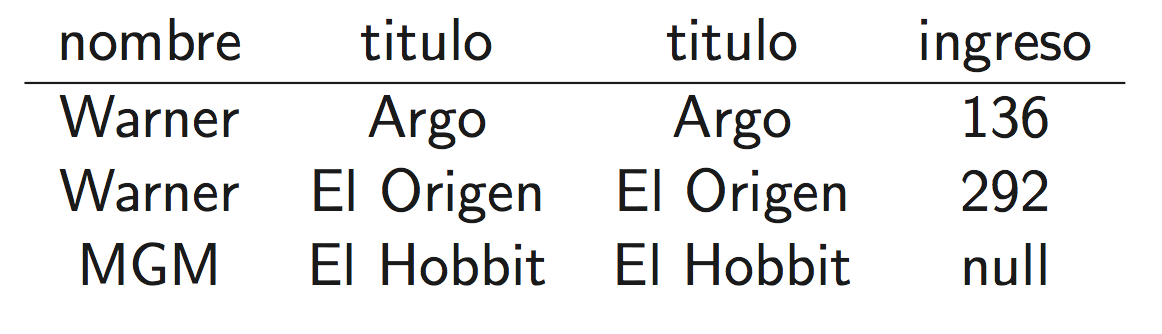 nombre titulo titulo ingreso
Warner Argo Argo 136
Warner El Origen El Origen 292
MGM El Hobbit El Hobbit null